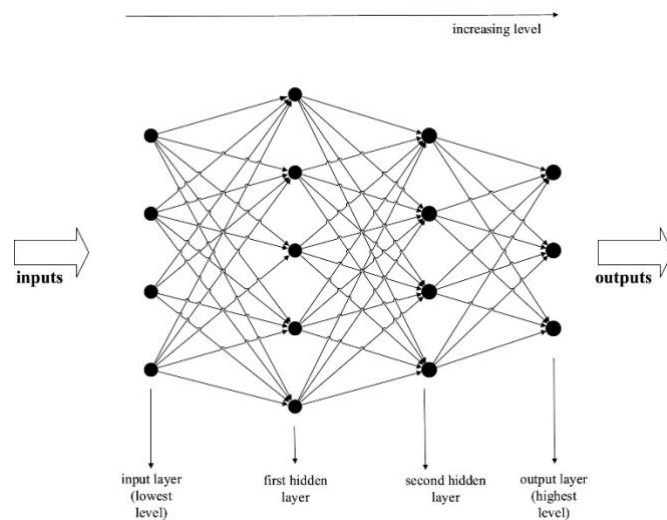 increasing level
inputs
outputs
input layer
(lowest
level)
first hidden
layer
second hidden
layer
output layer
(highest
level)